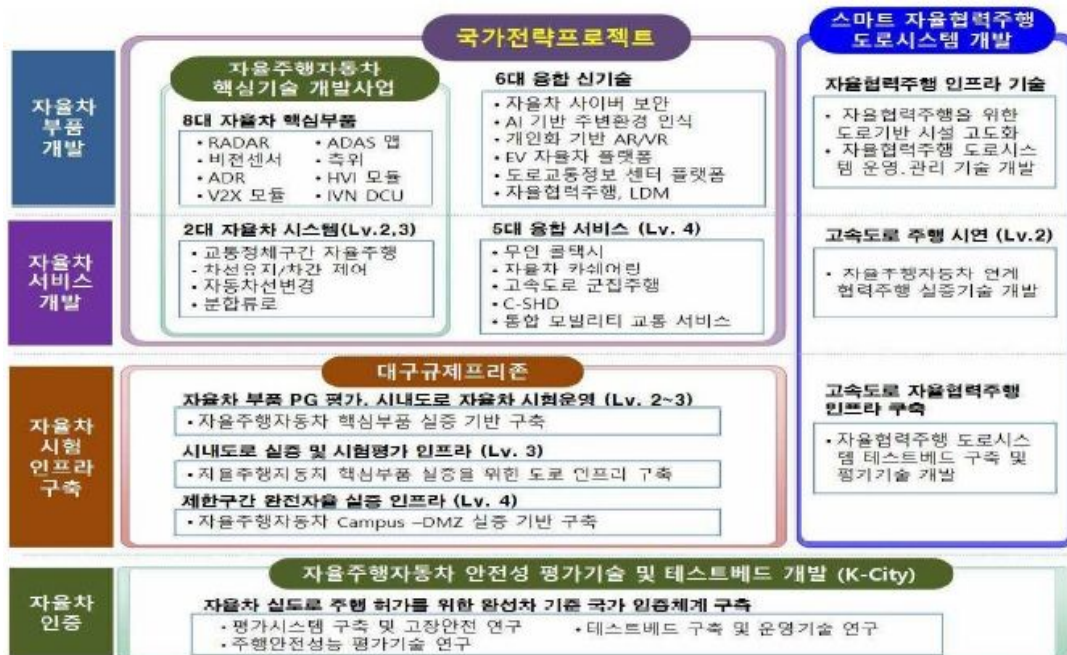 국가전략프로젝트
스마트 자율협력주행
도로시스템 개발
자율차
부품
개발
자율주행자동차
핵심기술 개발사업
8대 자율차 핵심부품
• RADAR
• 비전센서
• ADR
• V2X 모듈
• ADAS 맵
• 측위
• HVI 모듈
• IVN DCU
6대 융합 신기술
• 자율차 사이버 보안
• AI 기반 주변환경 인식
• 개인화 기반 AR/VR
• EV 자율차 플랫폼
• 도로교통정보 센터 플랫폼
• 자율협력주행, LDM
자율협력주행 인프라 기술
• 자율협력주행을 위한
도로기반 시설 고도화
• 자율협력주행 도로시스
템 운영.관리 기술 개발
자율차
서비스
개발
2대 자율차 시스템(Lv.2,3)
• 교통정체구간 자율주행
• 차선유지/차간 제어
• 자동차선변경
• 분합류로
5대 융합 서비스 (Lv. 4)
• 무인 콜택시
• 자율차 카쉐어링
• 고속도로 군집주행
• C-SHD
• 통합 모빌리티 교통 서비스
고속도로 주행 시연 (Lv.2)
• 자율주행자동차 연계
협력주행 실증기술 개발
자율차
시험
인프라
구축
대구규제프리존
자율차 부품 PG 평가, 시내도로 자율차 시험운영 (Lv. 2~3)
• 자율주행자동차 핵심부품 실증 기반 구축
시내도로 실증 및 시험평가 인프라 (Lv. 3)
• 자율주행자동차 핵심부품 실증을 위한 도로 인프라 구축
제한구간 완전자율 실증 인프라 (Lv. 4)
• 자율주행자동차 Campus –DMZ 실증 기반 구축
고속도로 자율협력주행
인프라 구축
• 자율협력주행 도로시스
템 테스트베드 구축 및
평가기술 개발
자율차
인증
자율주행자동차 안전성 평가기술 및 테스트베드 개발 (K-City)
자율차 실도로 주행 허가를 위한 완성차 기준 국가 인증체계 구축
• 평가시스템 구축 및 고장안전 연구
• 테스트베드 구축 및 운영기술 연구
• 주행안전성능 평가기술 연구